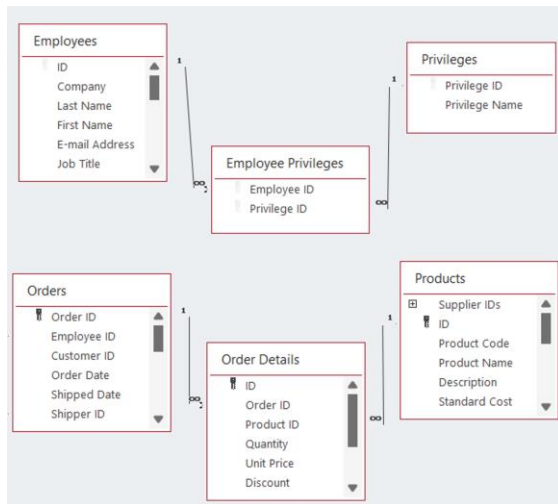 Employees
ID
Company
Last Name
First Name
E-mail Address
Job Title
1
∞
Privileges
Privilege ID
Privilege Name
1
∞
Employee Privileges
Employee ID
Privilege ID
Orders
Order ID
Employee ID
Customer ID
Order Date
Shipped Date
Shipper ID
1
∞
Order Details
ID
Order ID
Product ID
Quantity
Unit Price
Discount
Products
Supplier IDs
ID
Product Code
Product Name
Description
Standard Cost
1
∞